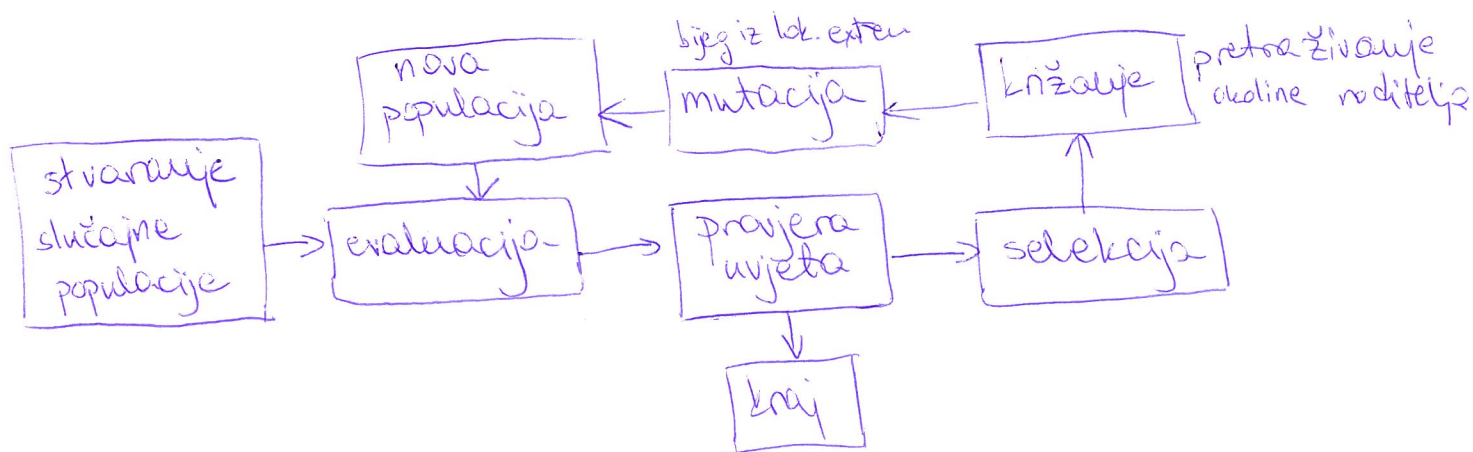 bijeg iz lok. extrem
nova
populacija
mutacija
križanje
pretraživanje
okoline roditelja
stvaranje
slučajne
populacije
evaluacija
provjera
uvjeta
selekcija
kraj